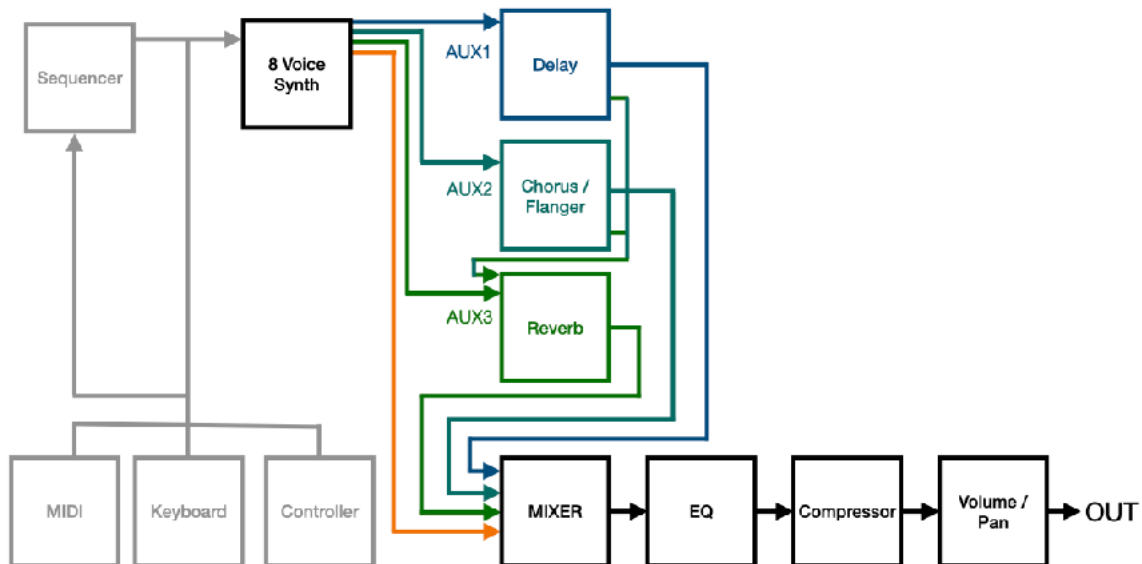 Sequencer
8 Voice
Synth
AUX1
Delay
AUX2
Chorus /
Flanger
AUX3
Reverb
MIDI
Keyboard
Controller
MIXER
EQ
Compressor
Volume /
Pan
OUT